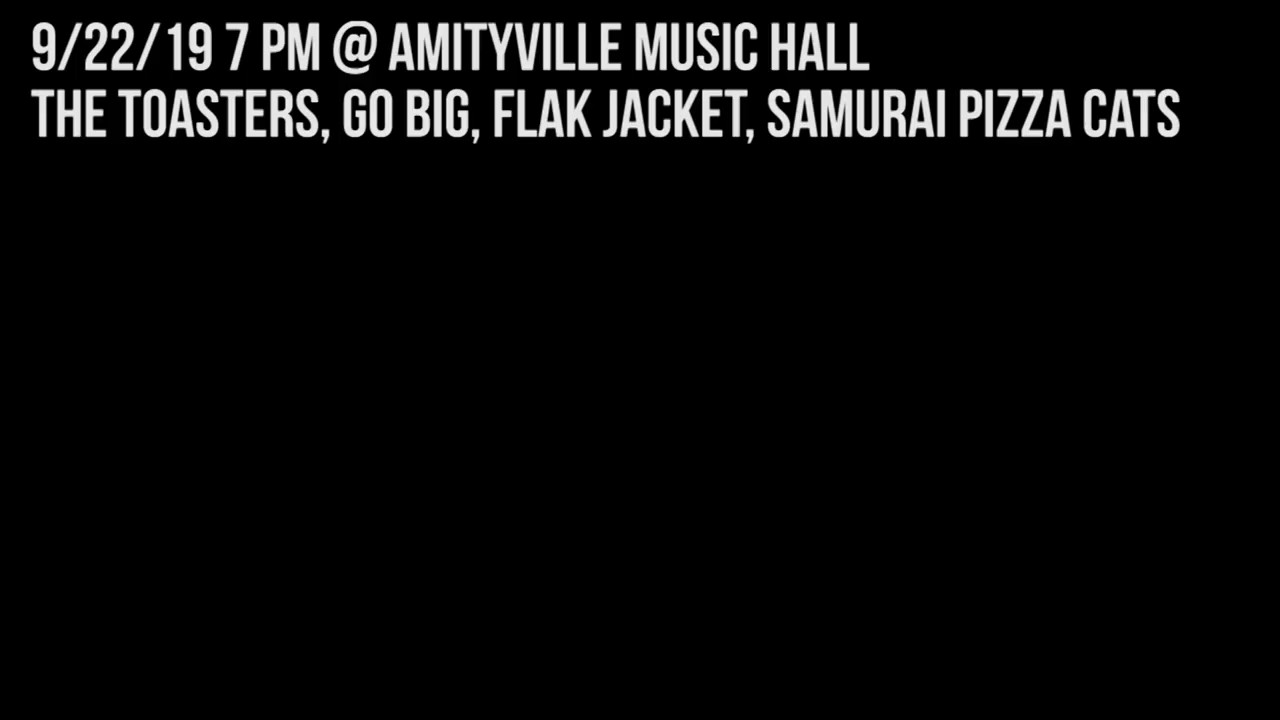 9/22/19 7 PM @ AMITYVILLE MUSIC HALL
THE TOASTERS, GO BIG, FLAK JACKET, SAMURAI PIZZA CATS